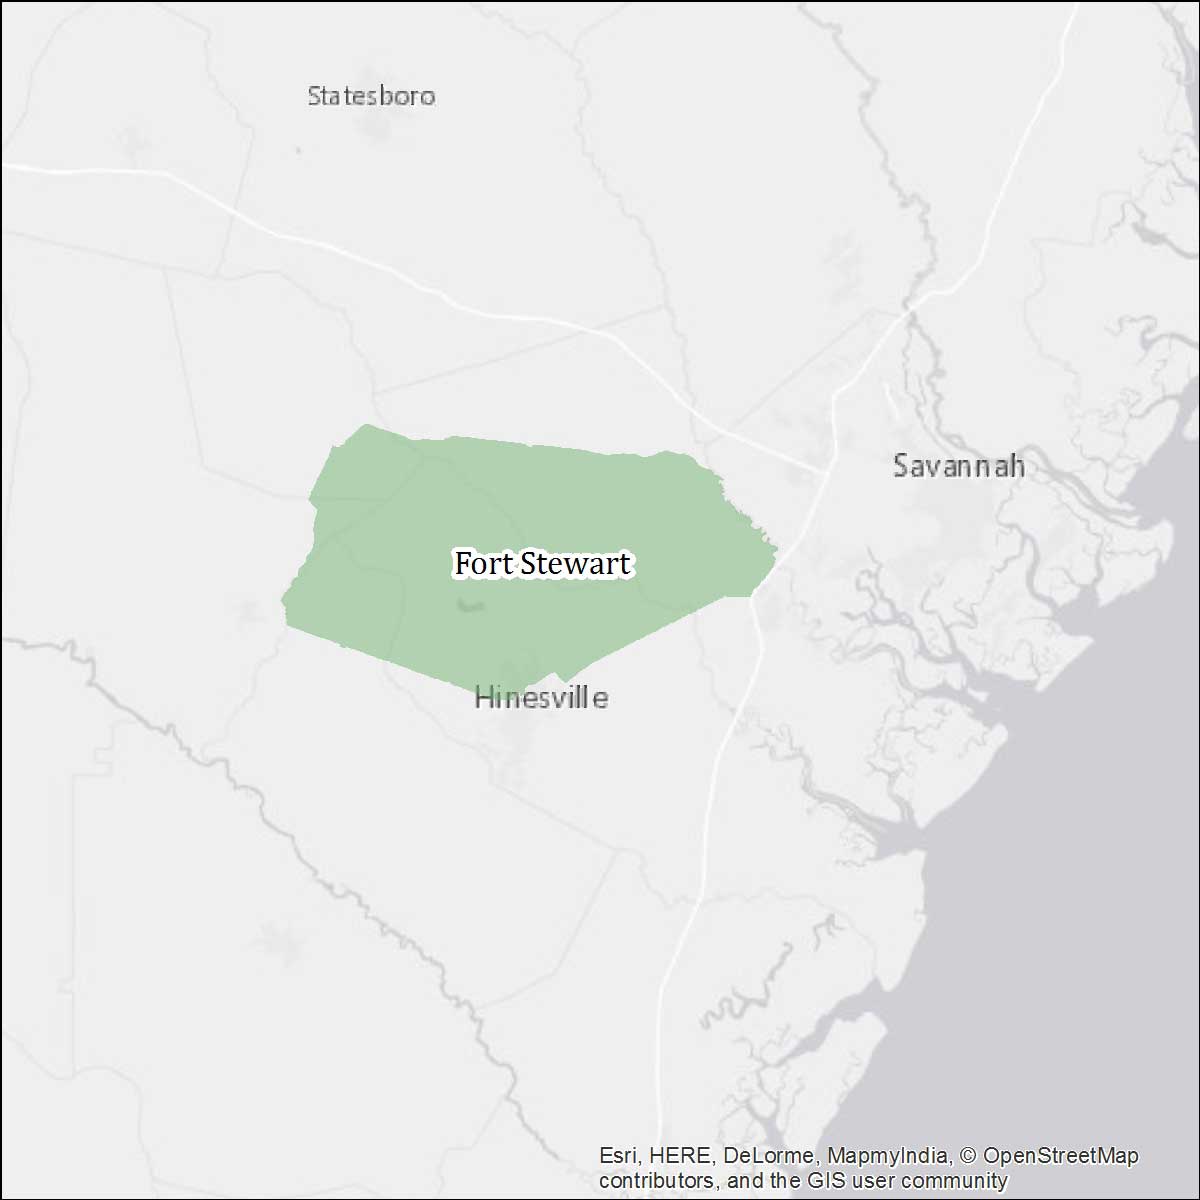 Statesboro
Savannah
Fort Stewart
Hinesville
Esri, HERE, DeLorme, MapmyIndia, © OpenStreetMap
contributors, and the GIS user community